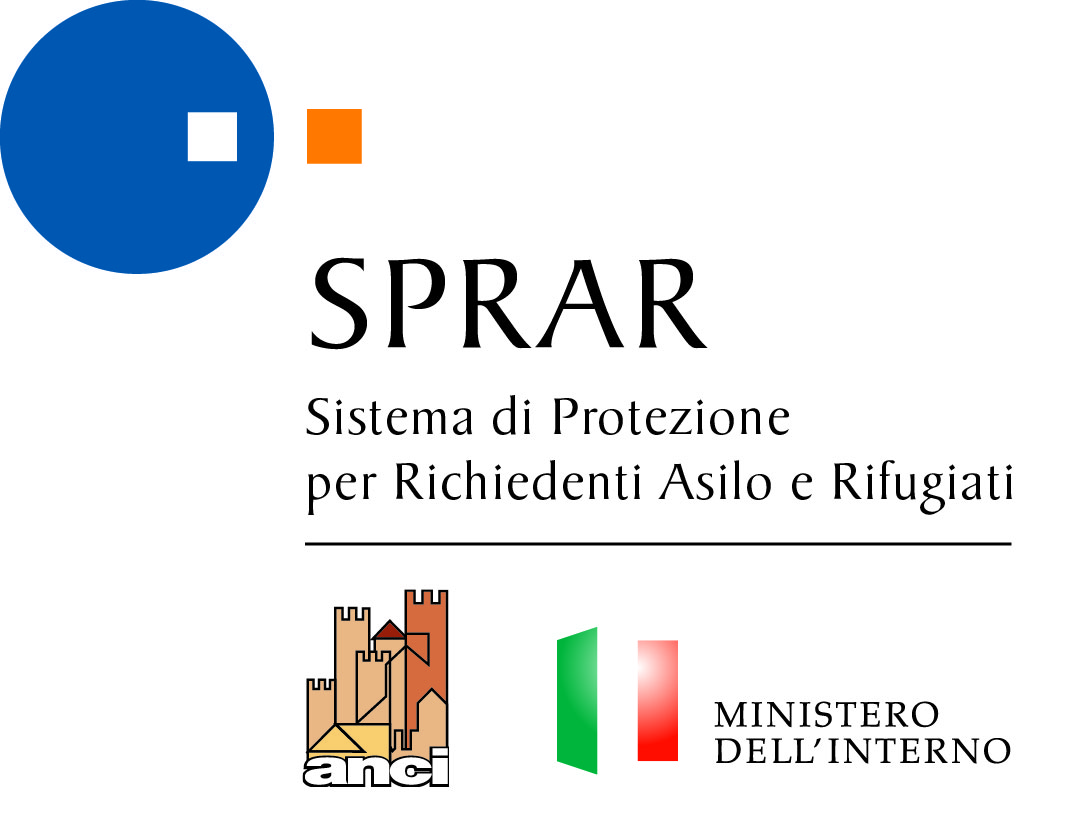 SPRAR
Sistema di Protezione
per Richiedenti Asilo e Rifugiati
anci
MINISTERO
DELL'INTERNO